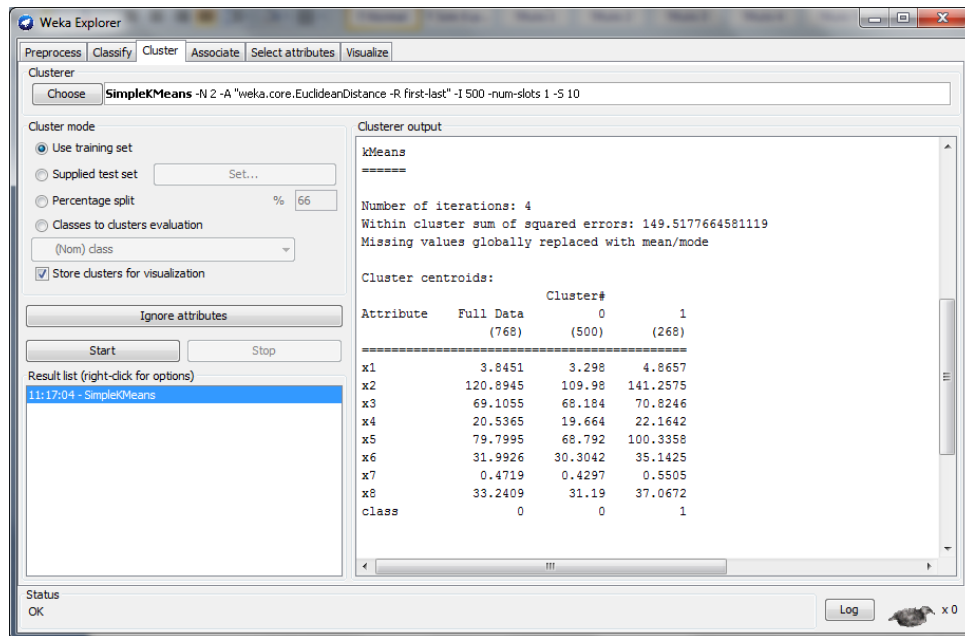 Weka Explorer
Preprocess Classify Cluster Associate Select attributes Visualize
Clusterer
Choose SimpleKMeans -N 2 -A "weka.core.EuclideanDistance -R first-last" -I 500 -num-slots 1 -S 10
Cluster mode
Use training set
Supplied test set Set...
Percentage split % 66
Classes to clusters evaluation
(Nom) class
Store clusters for visualization
Ignore attributes
Start Stop
Result list (right-click for options)
11:17:04 - SimpleKMeans
Clusterer output
kMeans
======
Number of iterations: 4
Within cluster sum of squared errors: 149.5177664581119
Missing values globally replaced with mean/mode
Cluster centroids:
Cluster#
Attribute Full Data 0 1
(768) (500) (268)
============================================
x1 3.8451 3.298 4.8657
x2 120.8945 109.98 141.2575
x3 69.1055 68.184 70.8246
x4 20.5365 19.664 22.1642
x5 79.7995 68.792 100.3358
x6 31.9926 30.3042 35.1425
x7 0.4719 0.4297 0.5505
x8 33.2409 31.19 37.0672
class 0 0 1
Status
OK
Log x 0